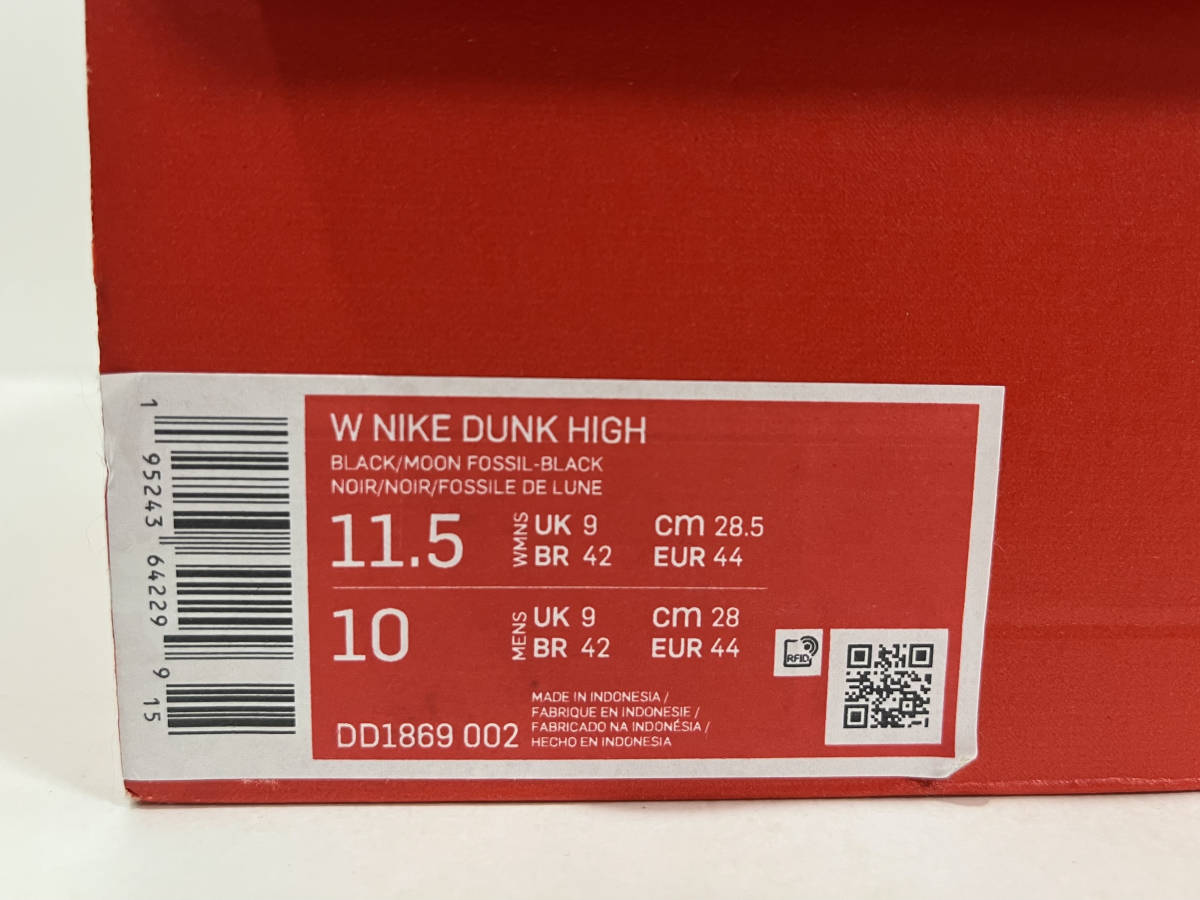 1 95243 64229 9 15
W NIKE DUNK HIGH
BLACK/MOON FOSSIL-BLACK
NOIR/NOIR/FOSSILE DE LUNE
11.5 WMNS UK 9 cm 28.5
BR 42 EUR 44
10 MENS UK 9 cm 28
BR 42 EUR 44
RFID
MADE IN INDONESIA /
FABRIQUE EN INDONESIE /
FABRICADO NA INDONÉSIA /
HECHO EN INDONESIA
DD1869 002